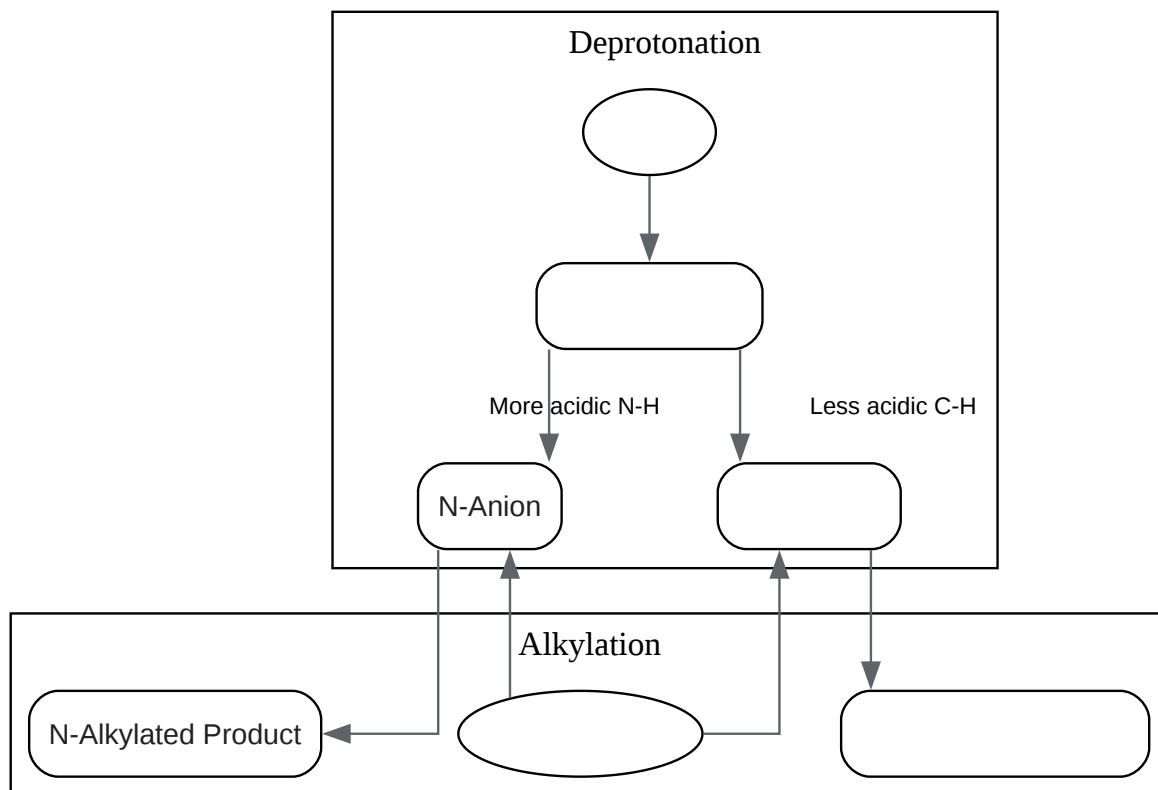 Deprotonation
More acidic N-H
Less acidic C-H
N-Anion
Alkylation
N-Alkylated Product